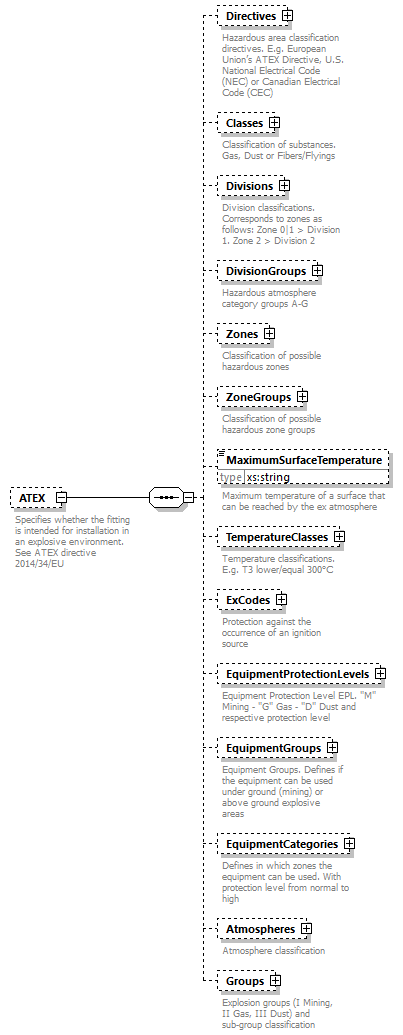 Directives
Hazardous area classification
directives. E.g. European
Union's ATEX Directive, U.S.
National Electrical Code
(NEC) or Canadian Electrical
Code (CEC)
Classes
Classification of substances.
Gas, Dust or Fibers/Flyings
Divisions
Division classifications.
Corresponds to zones as
follows: Zone 0|1 > Division
1. Zone 2 > Division 2
DivisionGroups
Hazardous atmosphere
category groups A-G
Zones
Classification of possible
hazardous zones
ZoneGroups
Classification of possible
hazardous zone groups
MaximumSurfaceTemperature
type xs:string
Maximum temperature of a surface that
can be reached by the ex atmosphere
ATEX
Specifies whether the fitting
is intended for installation in
an explosive environment.
See ATEX directive
2014/34/EU
TemperatureClasses
Temperature classifications.
E.g. T3 lower/equal 300°C
ExCodes
Protection against the
occurrence of an ignition
source
EquipmentProtectionLevels
Equipment Protection Level EPL. "M"
Mining - "G" Gas - "D" Dust and
respective protection level
EquipmentGroups
Equipment Groups. Defines if
the equipment can be used
under ground (mining) or
above ground explosive
areas
EquipmentCategories
Defines in which zones the
equipment can be used. With
protection level from normal to
high
Atmospheres
Atmosphere classification
Groups
Explosion groups (I Mining,
II Gas, III Dust) and
sub-group classification